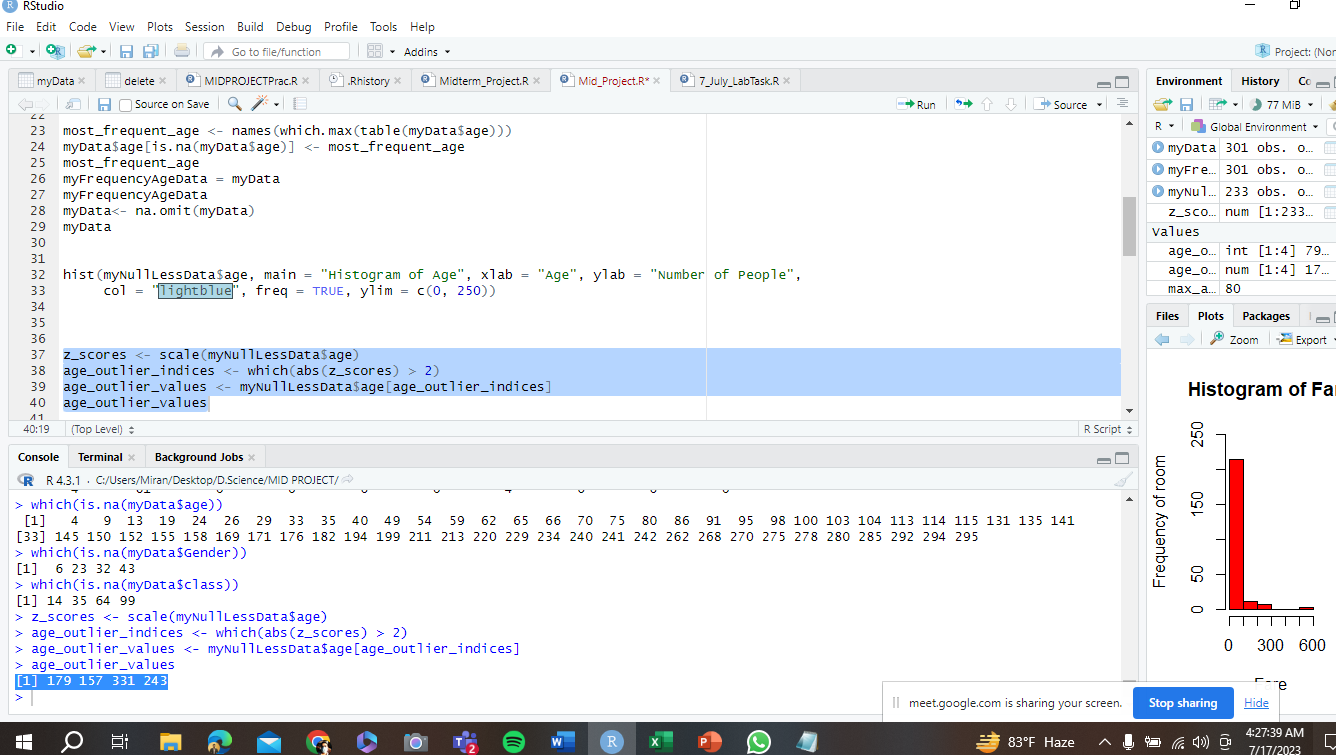 RStudio
File Edit Code View Plots Session Build Debug Profile Tools Help
Go to file/function Addins Project: (Nor
myData delete MIDPROJECTPrac.R .Rhistory Midterm_Project.R Mid_Project.R* 7_July_LabTask.R
Source on Save Run Source
22
23 most_frequent_age <- names(which.max(table(myData$age)))
24 myData$age[is.na(myData$age)] <- most_frequent_age
25 most_frequent_age
26 myFrequencyAgeData = myData
27 myFrequencyAgeData
28 myData<- na.omit(myData)
29 myData
30
31
32 hist(myNullLessData$age, main = "Histogram of Age", xlab = "Age", ylab = "Number of People",
33 col = "lightblue", freq = TRUE, ylim = c(0, 250))
34
35
36
37 z_scores <- scale(myNullLessData$age)
38 age_outlier_indices <- which(abs(z_scores) > 2)
39 age_outlier_values <- myNullLessData$age[age_outlier_indices]
40 age_outlier_values
41
40:19 (Top Level) R Script
Console Terminal Background Jobs
R 4.3.1 · C:/Users/Miran/Desktop/D.Science/MID PROJECT/
> which(is.na(myData$age))
[1] 4 9 13 19 24 26 29 33 35 40 49 54 59 62 65 66 70 75 80 86 91 95 98 100 103 104 113 114 115 131 135 141
[33] 145 150 152 155 158 169 171 176 182 194 199 211 213 220 229 234 240 241 242 262 268 270 275 278 280 285 292 294 295
> which(is.na(myData$Gender))
[1] 6 23 32 43
> which(is.na(myData$class))
[1] 14 35 64 99
> z_scores <- scale(myNullLessData$age)
> age_outlier_indices <- which(abs(z_scores) > 2)
> age_outlier_values <- myNullLessData$age[age_outlier_indices]
> age_outlier_values
[1] 179 157 331 243
>
Environment History Co
77 MiB
R Global Environment
myData 301 obs. o…
myFre… 301 obs. o…
myNul… 233 obs. o…
z_sco… num [1:233…
Values
age_o… int [1:4] 79…
age_o… num [1:4] 17…
max_a… 80
Files Plots Packages
Zoom Export
Histogram of Far
Frequency of room
250
150
50
0
0 300 600
Fare
meet.google.com is sharing your screen. Stop sharing Hide
83°F Haze
4:27:39 AM
7/17/2023